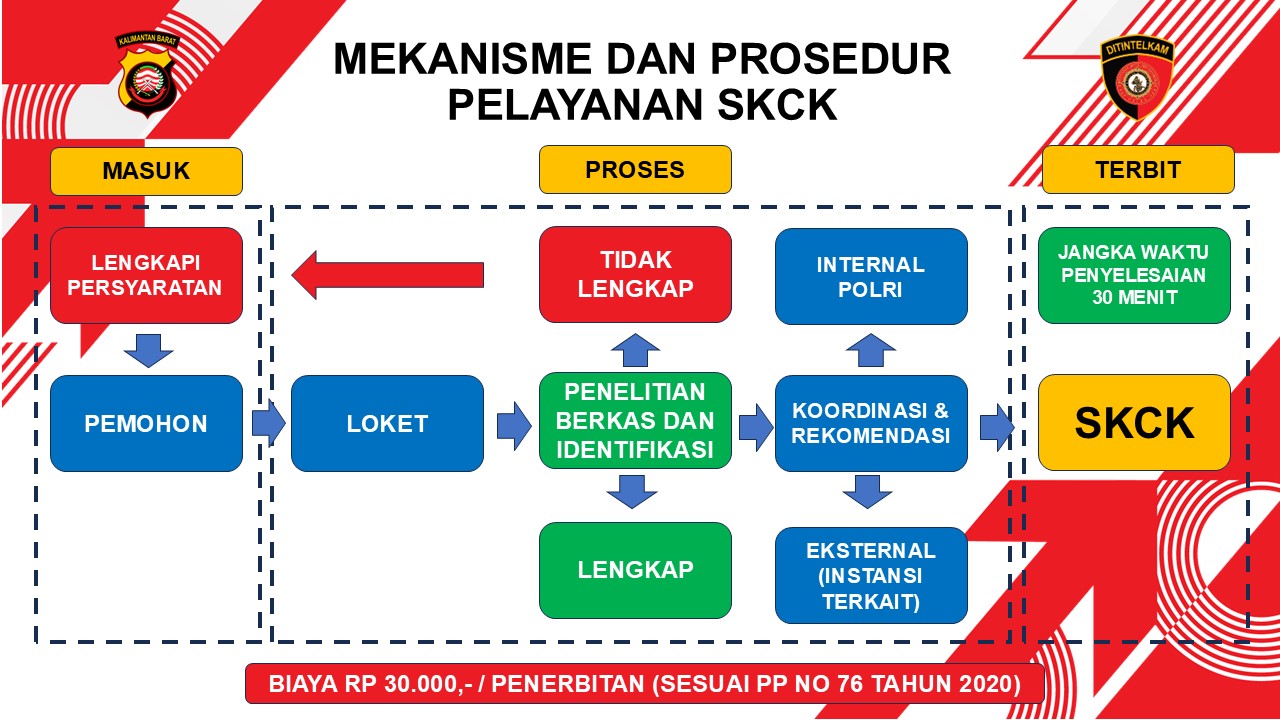 KALIMANTAN BARAT
DITINTELKAM
MEKANISME DAN PROSEDUR
PELAYANAN SKCK
MASUK
PROSES
TERBIT
LENGKAPI
PERSYARATAN
TIDAK
LENGKAP
INTERNAL
POLRI
JANGKA WAKTU
PENYELESAIAN
30 MENIT
PEMOHON
LOKET
PENELITIAN
BERKAS DAN
IDENTIFIKASI
KOORDINASI &
REKOMENDASI
SKCK
LENGKAP
EKSTERNAL
(INSTANSI
TERKAIT)
BIAYA RP 30.000,- / PENERBITAN (SESUAI PP NO 76 TAHUN 2020)